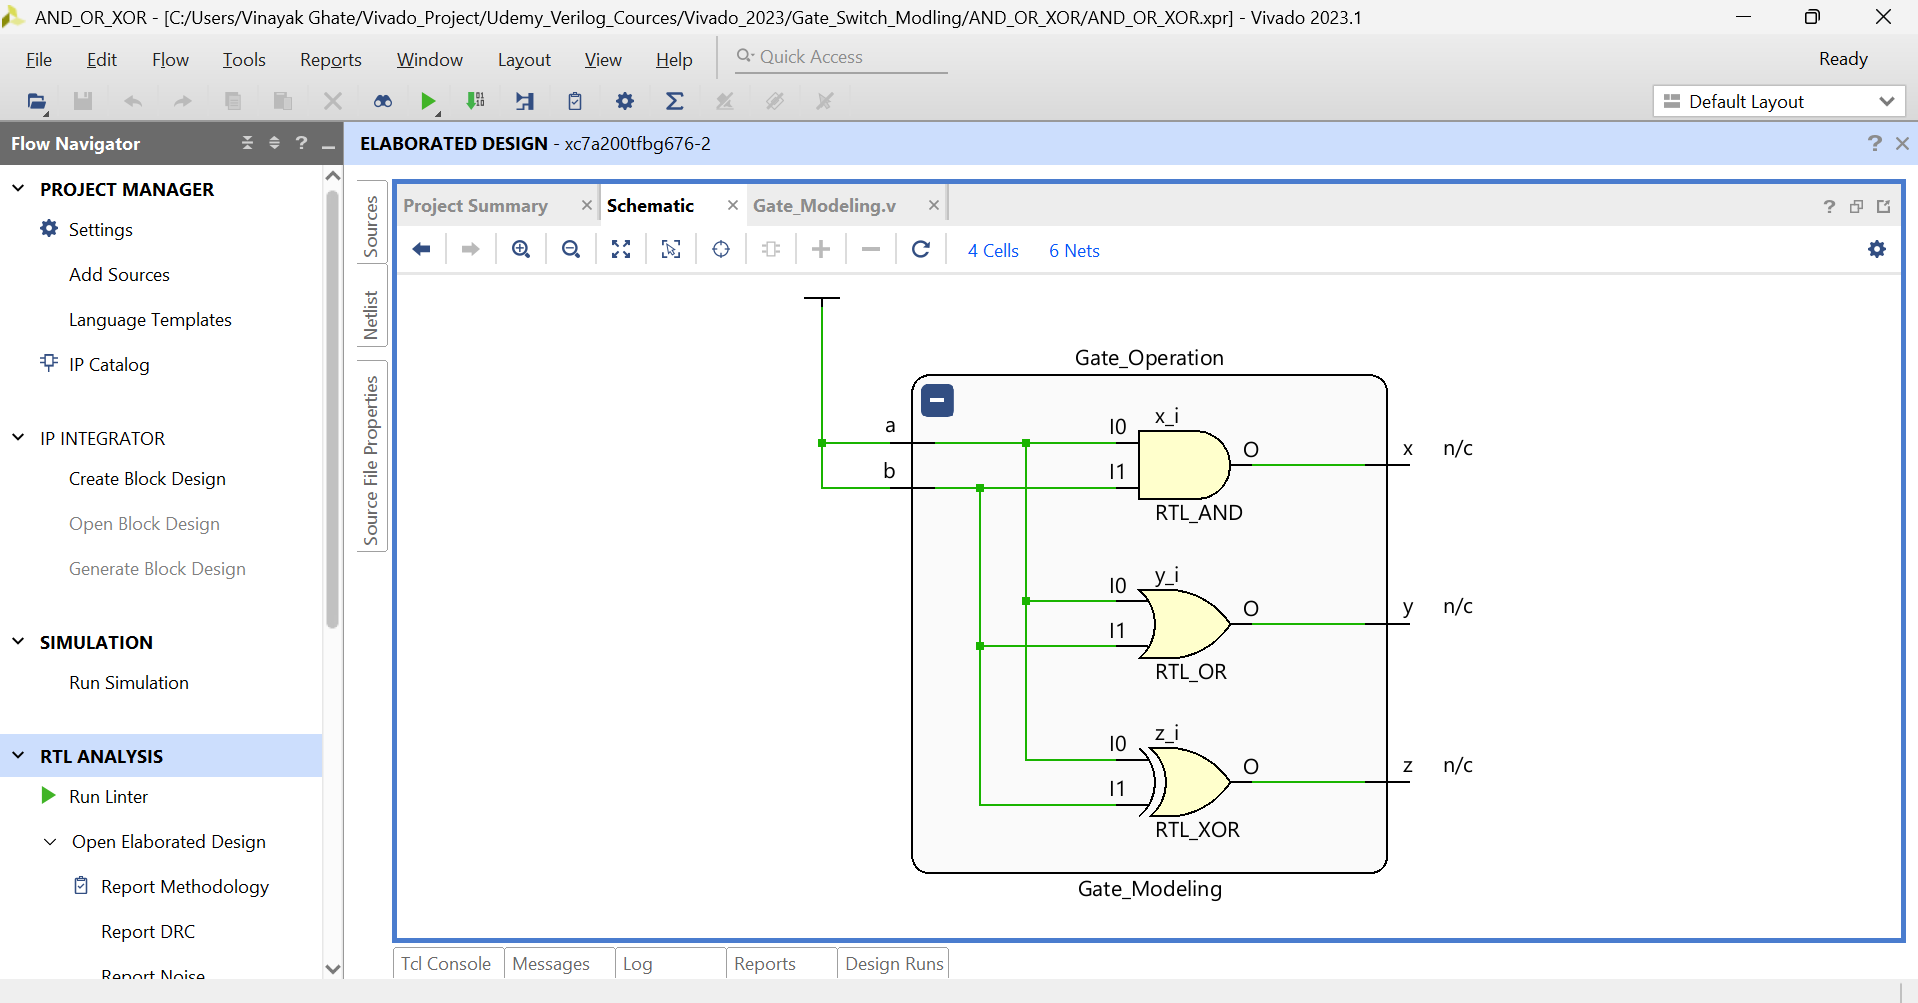 AND_OR_XOR - [C:/Users/Vinayak Ghate/Vivado_Project/Udemy_Verilog_Cources/Vivado_2023/Gate_Switch_Modling/AND_OR_XOR/AND_OR_XOR.xpr] - Vivado 2023.1
File Edit Flow Tools Reports Window Layout View Help Quick Access Ready
Default Layout
Flow Navigator
ELABORATED DESIGN - xc7a200tfbg676-2
PROJECT MANAGER
Settings
Add Sources
Language Templates
IP Catalog
IP INTEGRATOR
Create Block Design
Open Block Design
Generate Block Design
SIMULATION
Run Simulation
RTL ANALYSIS
Run Linter
Open Elaborated Design
Report Methodology
Report DRC
Report Noise
Sources
Netlist
Source File Properties
Project Summary
Schematic
Gate_Modeling.v
4 Cells 6 Nets
Gate_Operation
a
b
I0 x_i
I1 O
RTL_AND
x n/c
I0 y_i
I1 O
RTL_OR
y n/c
I0 z_i
I1 O
RTL_XOR
z n/c
Gate_Modeling
Tcl Console Messages Log Reports Design Runs